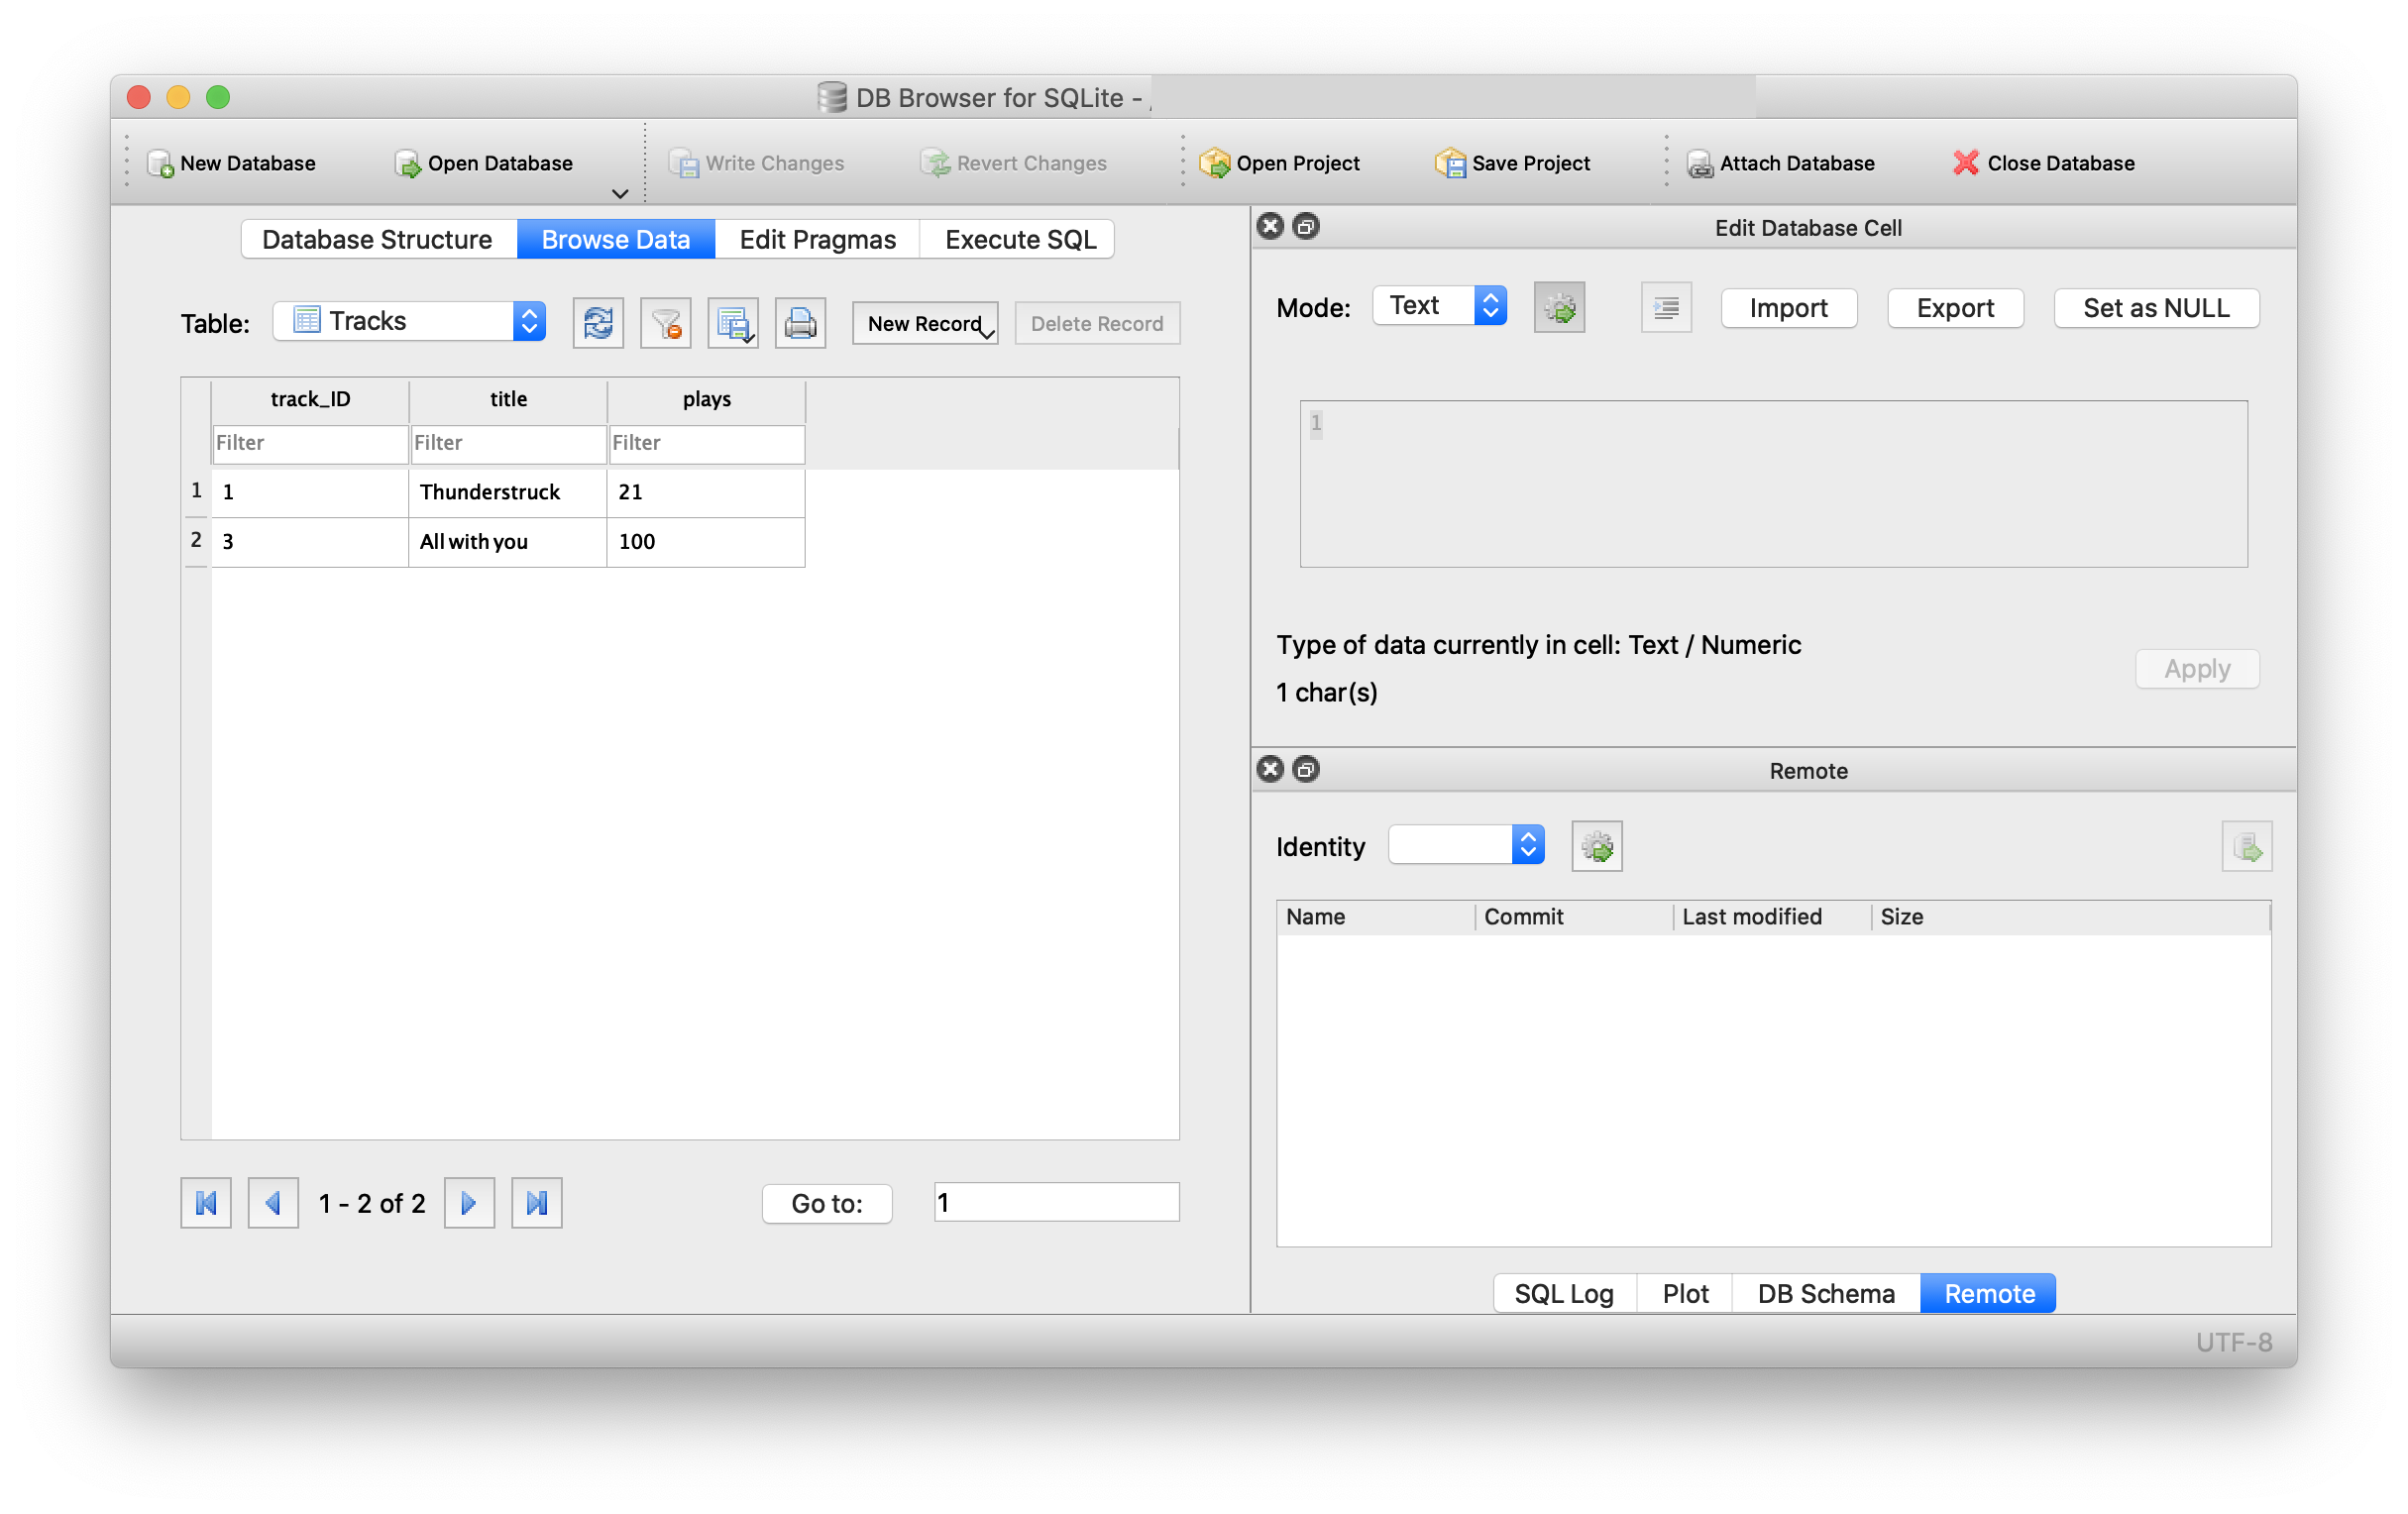 DB Browser for SQLite -
New Database Open Database Write Changes Revert Changes Open Project Save Project Attach Database Close Database
Database Structure Browse Data Edit Pragmas Execute SQL
Table: Tracks New Record Delete Record
track_ID title plays
Filter Filter Filter
1 1 Thunderstruck 21
2 3 All with you 100
1 - 2 of 2 Go to: 1
Edit Database Cell
Mode: Text Import Export Set as NULL
1
Type of data currently in cell: Text / Numeric
1 char(s)
Apply
Remote
Identity
Name Commit Last modified Size
SQL Log Plot DB Schema Remote
UTF-8